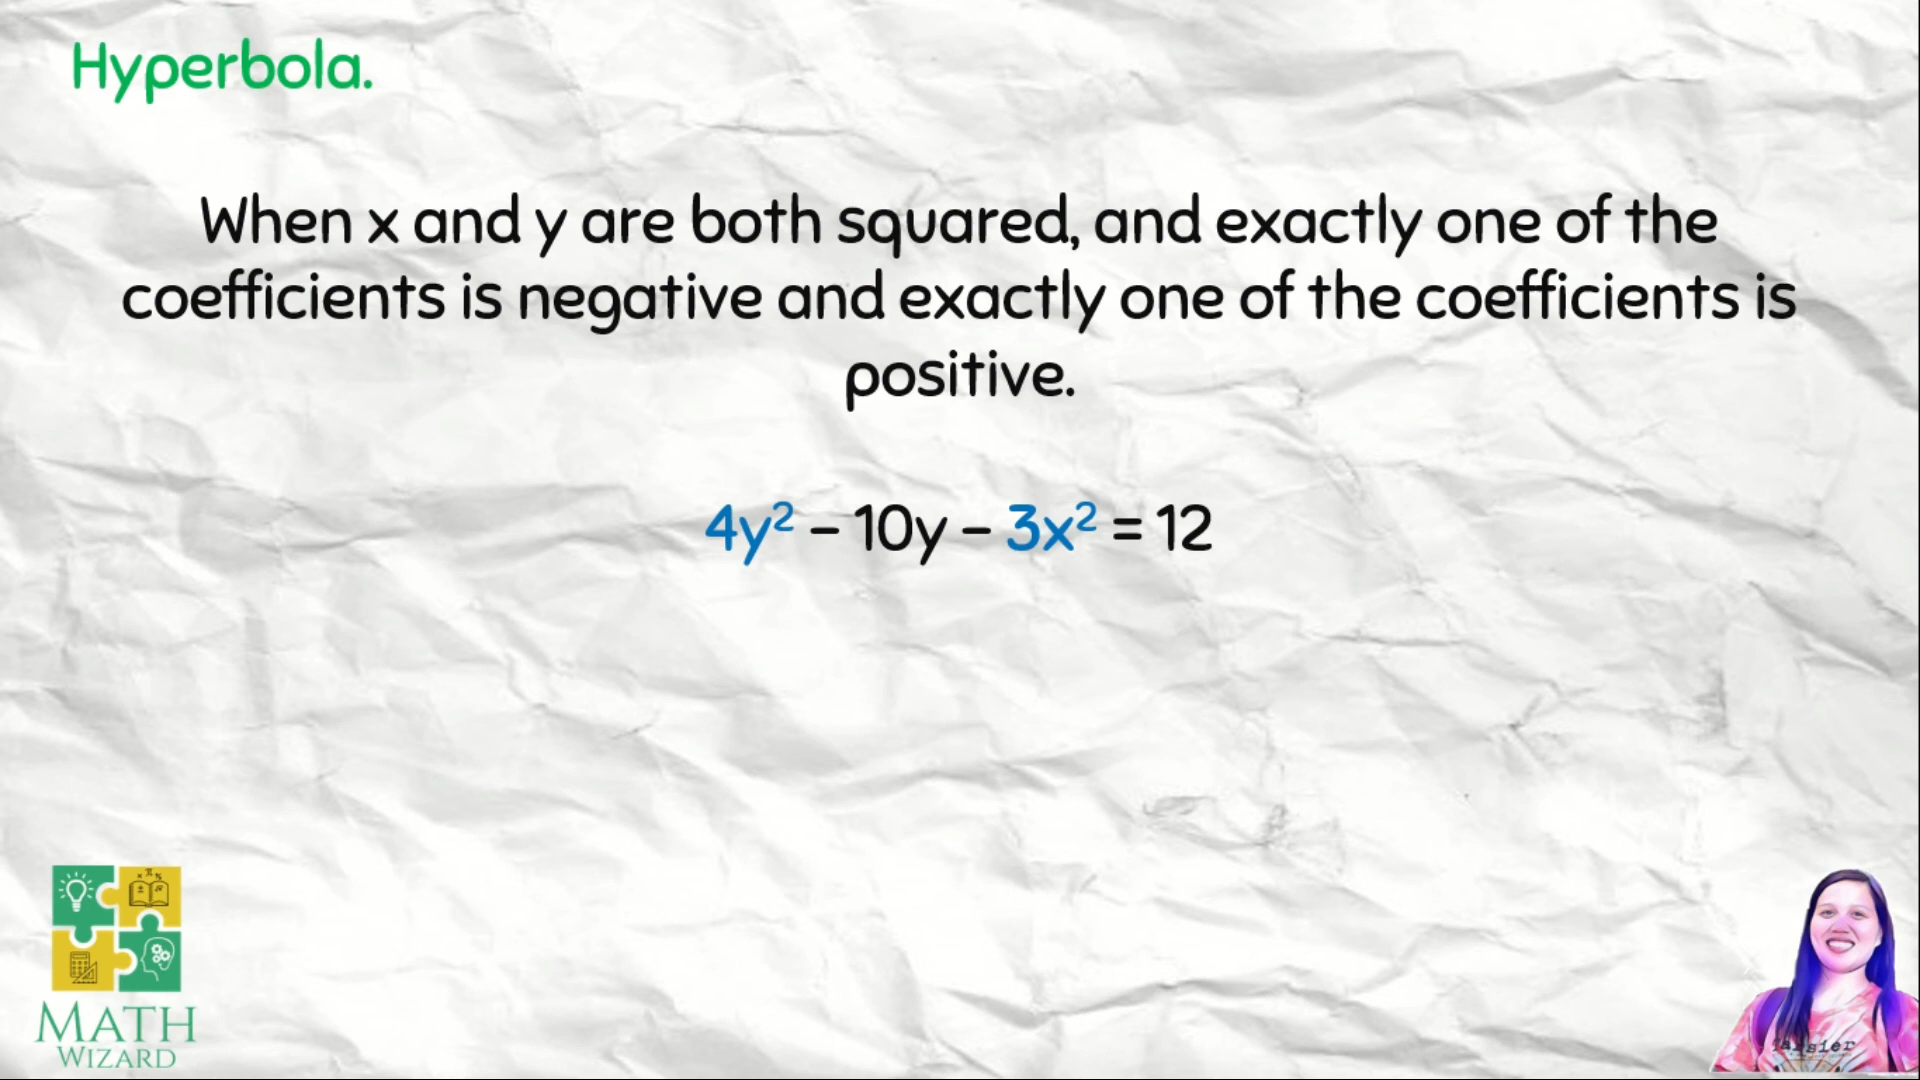 Hyperbola.
When x and y are both squared, and exactly one of the
coefficients is negative and exactly one of the coefficients is
positive.
4y² – 10y – 3x² = 12
MATH
WIZARD